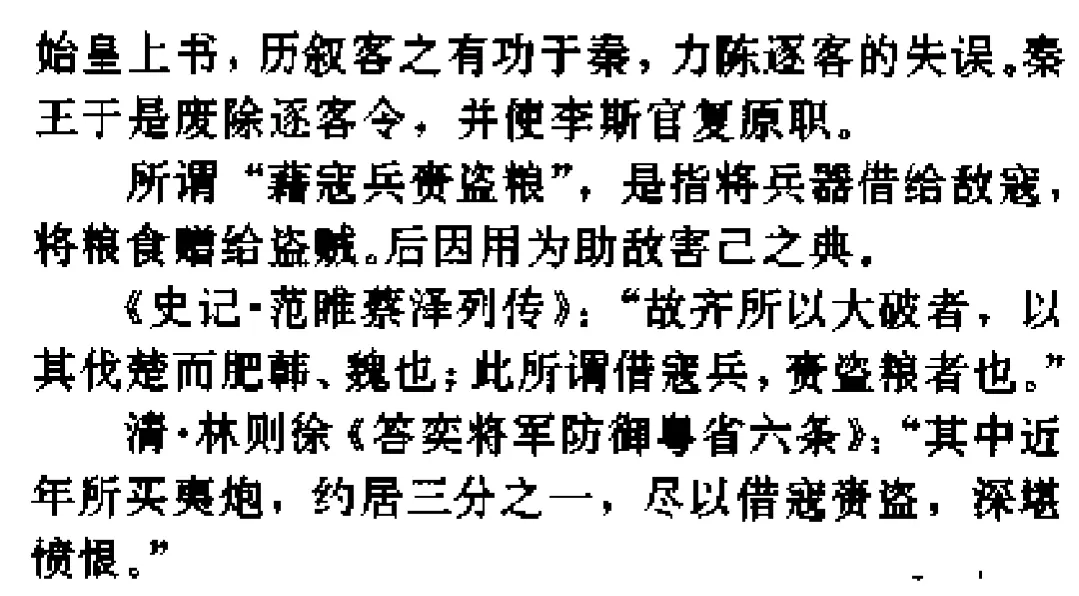 始皇上书，历叙客之有功于秦，力陈逐客的失误。秦
王于是废除逐客令，并使李斯官复原职。
所谓“藉寇兵赍盗粮”，是指将兵器借给敌寇，
将粮食赠给盗贼。后因用为助敌害己之典。
《史记·范睢蔡泽列传》：“故齐所以大破者，以
其伐楚而肥韩、魏也；此所谓借寇兵，赍盗粮者也。”
清·林则徐《答奕将军防御粤省六条》：“其中近
年所买夷炮，约居三分之一，尽以借寇赍盗，深堪
愤恨。”